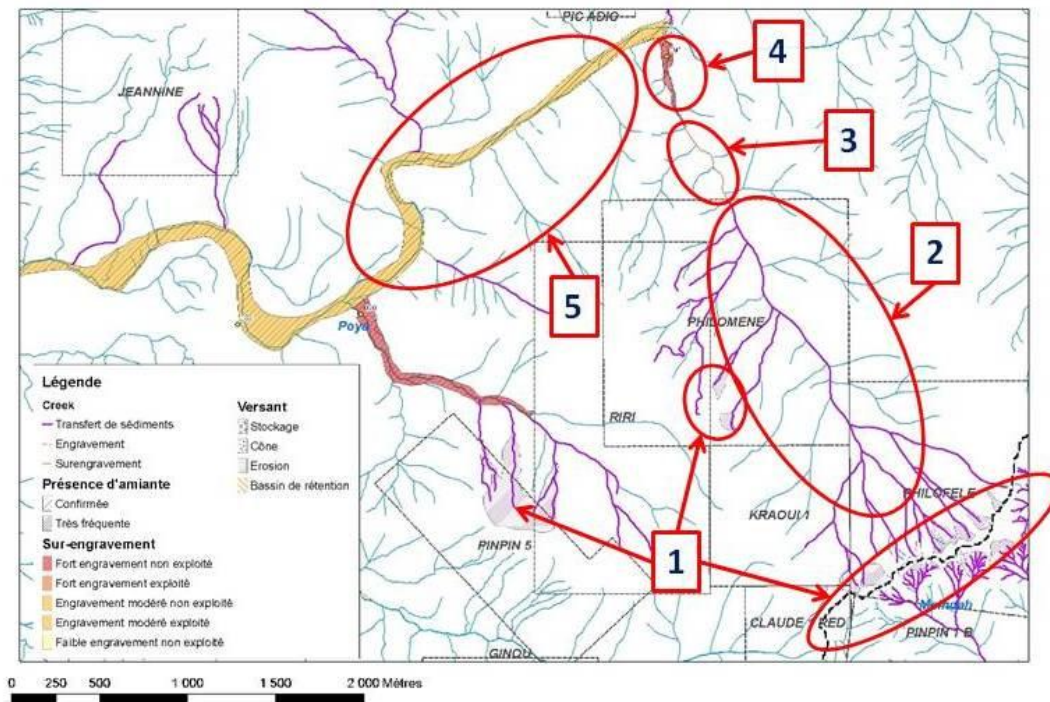 PIC ADIO
JEANNINE
4
3
2
5
Poya
PHILOMENE
RIRI
PHILOFELE
KRAOUI 1
1
PINPIN 5
CLAUDE 1 RED
PINPIN 1 B
GINOU
Légende
Creek
Transfert de sédiments
Engravement
Surengravement
Présence d'amiante
Confirmée
Très fréquente
Sur-engravement
Fort engravement non exploité
Fort engravement exploité
Engravement modéré non exploité
Engravement modéré exploité
Faible engravement non exploité
Versant
Stockage
Cône
Erosion
Bassin de rétention
0 250 500 1 000 1 500 2 000 Mètres